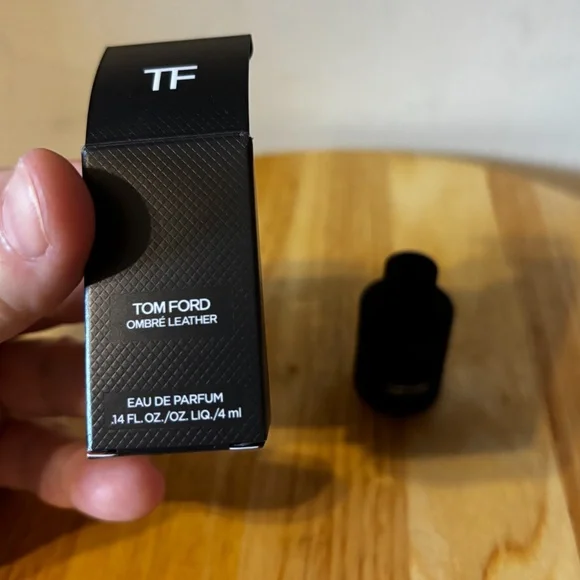 TF
TOM FORD
OMBRÉ LEATHER
EAU DE PARFUM
.14 FL. OZ./OZ. LIQ./4 ml